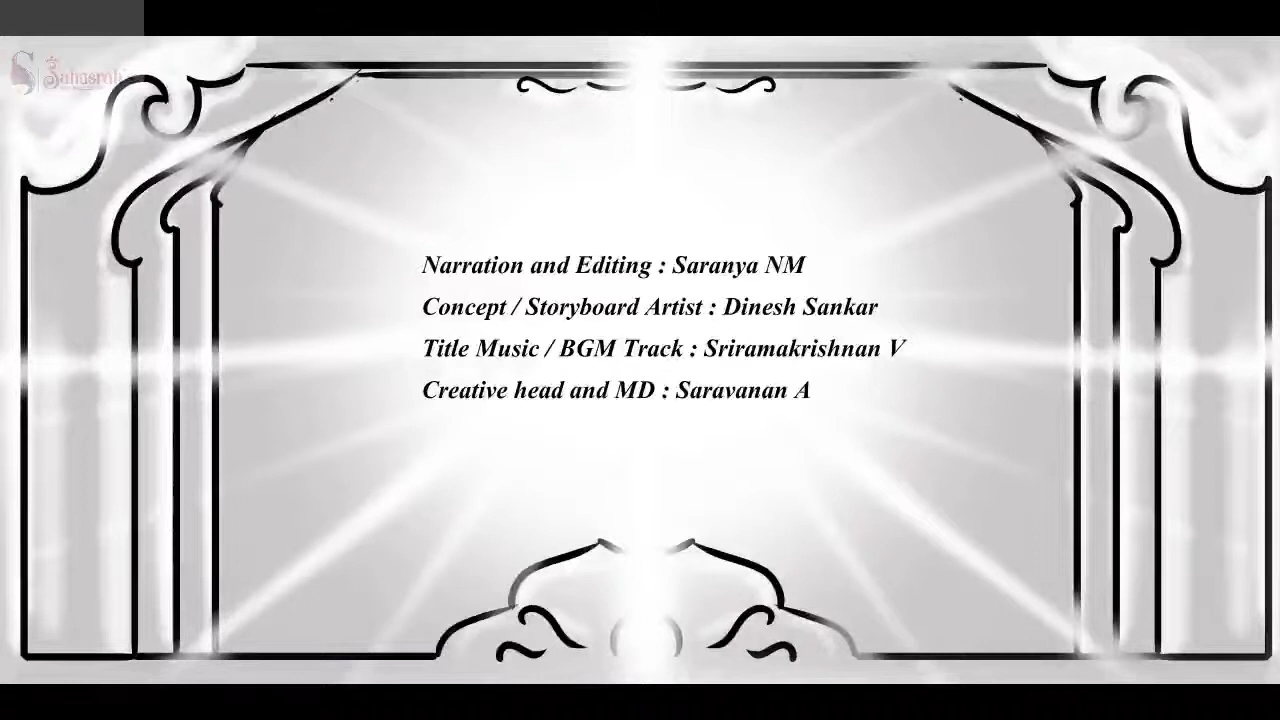 Narration and Editing : Saranya NM
Concept / Storyboard Artist : Dinesh Sankar
Title Music / BGM Track : Sriramakrishnan V
Creative head and MD : Saravanan A